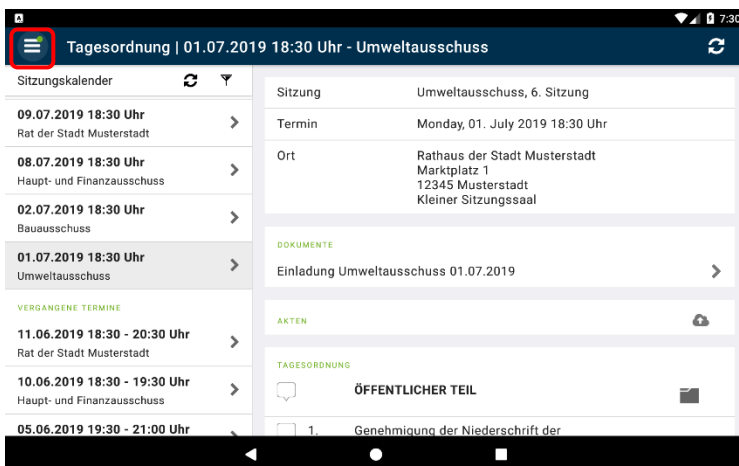 7:30
Tagesordnung | 01.07.2019 18:30 Uhr - Umweltausschuss
Sitzungskalender
09.07.2019 18:30 Uhr
Rat der Stadt Musterstadt
08.07.2019 18:30 Uhr
Haupt- und Finanzausschuss
02.07.2019 18:30 Uhr
Bauausschuss
01.07.2019 18:30 Uhr
Umweltausschuss
VERGANGENE TERMINE
11.06.2019 18:30 - 20:30 Uhr
Rat der Stadt Musterstadt
10.06.2019 18:30 - 19:30 Uhr
Haupt- und Finanzausschuss
05.06.2019 19:30 - 21:00 Uhr
Sitzung Umweltausschuss, 6. Sitzung
Termin Monday, 01. July 2019 18:30 Uhr
Ort Rathaus der Stadt Musterstadt
Marktplatz 1
12345 Musterstadt
Kleiner Sitzungssaal
DOKUMENTE
Einladung Umweltausschuss 01.07.2019
AKTEN
TAGESORDNUNG
ÖFFENTLICHER TEIL
1. Genehmigung der Niederschrift der